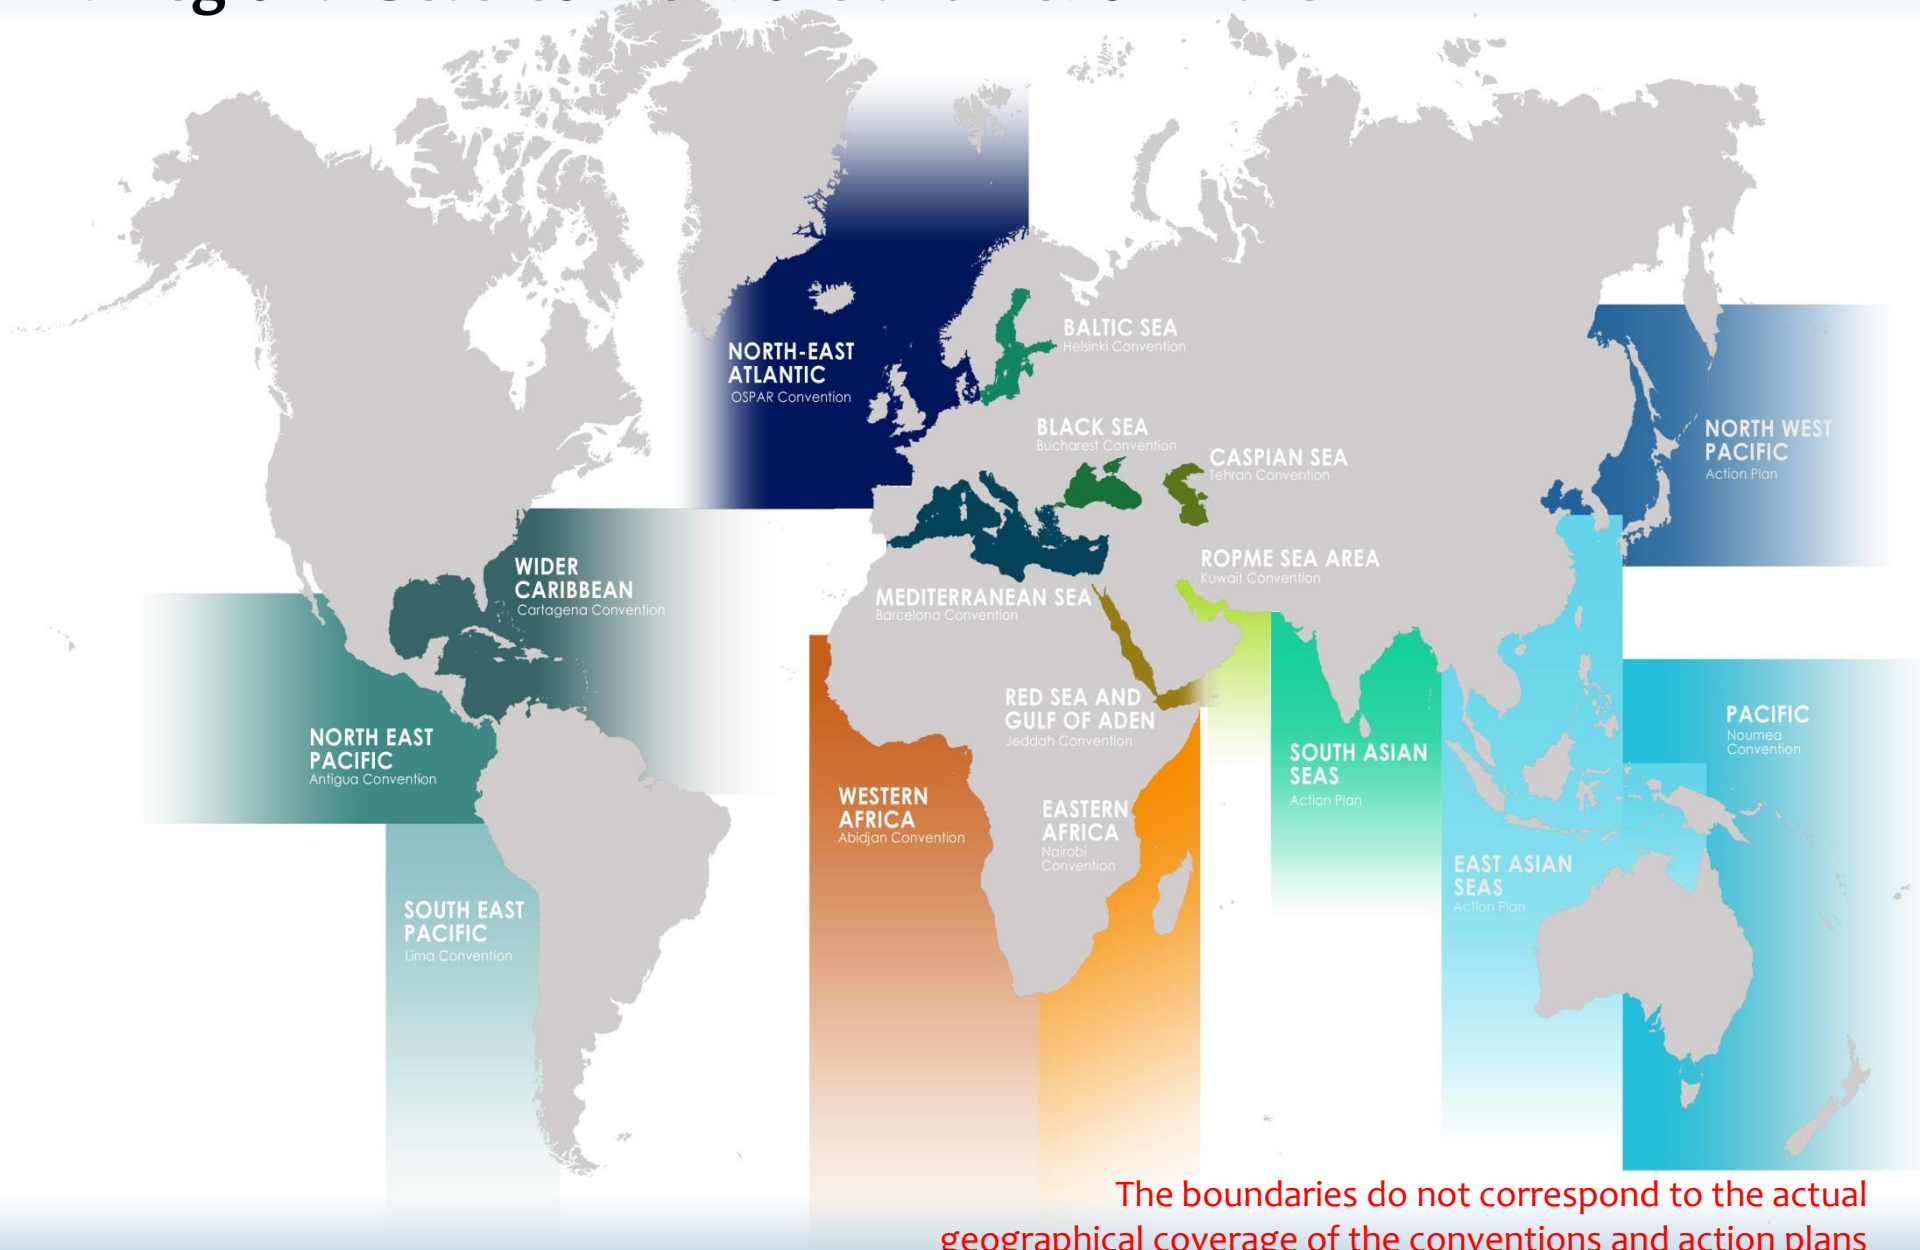 NORTH-EAST
ATLANTIC
OSPAR Convention
BALTIC SEA
Helsinki Convention
BLACK SEA
Bucharest Convention
CASPIAN SEA
Tehran Convention
NORTH WEST
PACIFIC
Action Plan
WIDER
CARIBBEAN
Cartagena Convention
MEDITERRANEAN SEA
Barcelona Convention
ROPME SEA AREA
Kuwait Convention
RED SEA AND
GULF OF ADEN
Jeddah Convention
NORTH EAST
PACIFIC
Antigua Convention
WESTERN
AFRICA
Abidjan Convention
EASTERN
AFRICA
Nairobi
Convention
SOUTH ASIAN
SEAS
Action Plan
PACIFIC
Noumea
Convention
EAST ASIAN
SEAS
Action Plan
SOUTH EAST
PACIFIC
Lima Convention
The boundaries do not correspond to the actual
geographical coverage of the conventions and action plans